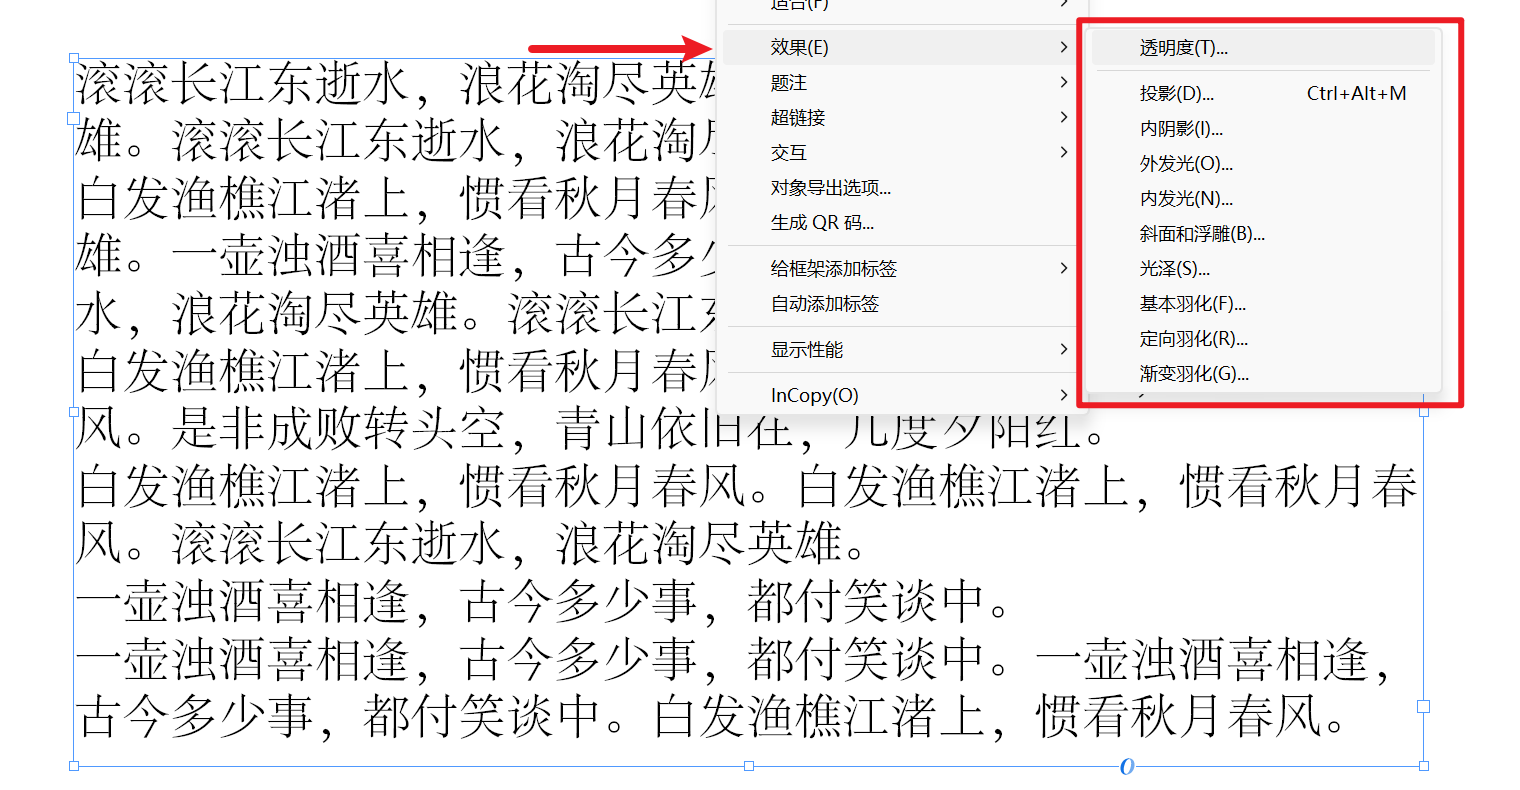 适合(P)
效果(E)
题注
超链接
交互
对象导出选项...
生成 QR 码...
给框架添加标签
自动添加标签
显示性能
InCopy(O)
透明度(T)...
投影(D)... Ctrl+Alt+M
内阴影(I)...
外发光(O)...
内发光(N)...
斜面和浮雕(B)...
光泽(S)...
基本羽化(F)...
定向羽化(R)...
渐变羽化(G)...
滚滚长江东逝水，浪花淘尽英雄
雄。滚滚长江东逝水，浪花淘尽
白发渔樵江渚上，惯看秋月春风
雄。一壶浊酒喜相逢，古今多少
水，浪花淘尽英雄。滚滚长江东
白发渔樵江渚上，惯看秋月春风
风。是非成败转头空，青山依旧在，几度夕阳红。
白发渔樵江渚上，惯看秋月春风。白发渔樵江渚上，惯看秋月春
风。滚滚长江东逝水，浪花淘尽英雄。
一壶浊酒喜相逢，古今多少事，都付笑谈中。
一壶浊酒喜相逢，古今多少事，都付笑谈中。一壶浊酒喜相逢，
古今多少事，都付笑谈中。白发渔樵江渚上，惯看秋月春风。